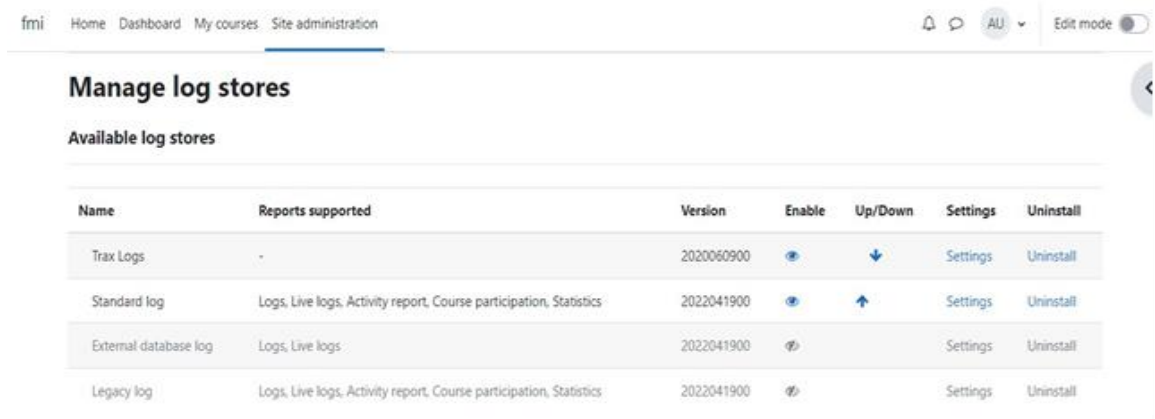 fmi Home Dashboard My courses Site administration AU Edit mode
Manage log stores
Available log stores
Name Reports supported Version Enable Up/Down Settings Uninstall
Trax Logs - 2020060900 Settings Uninstall
Standard log Logs, Live logs, Activity report, Course participation, Statistics 2022041900 Settings Uninstall
External database log Logs, Live logs 2022041900 Settings Uninstall
Legacy log Logs, Live logs, Activity report, Course participation, Statistics 2022041900 Settings Uninstall